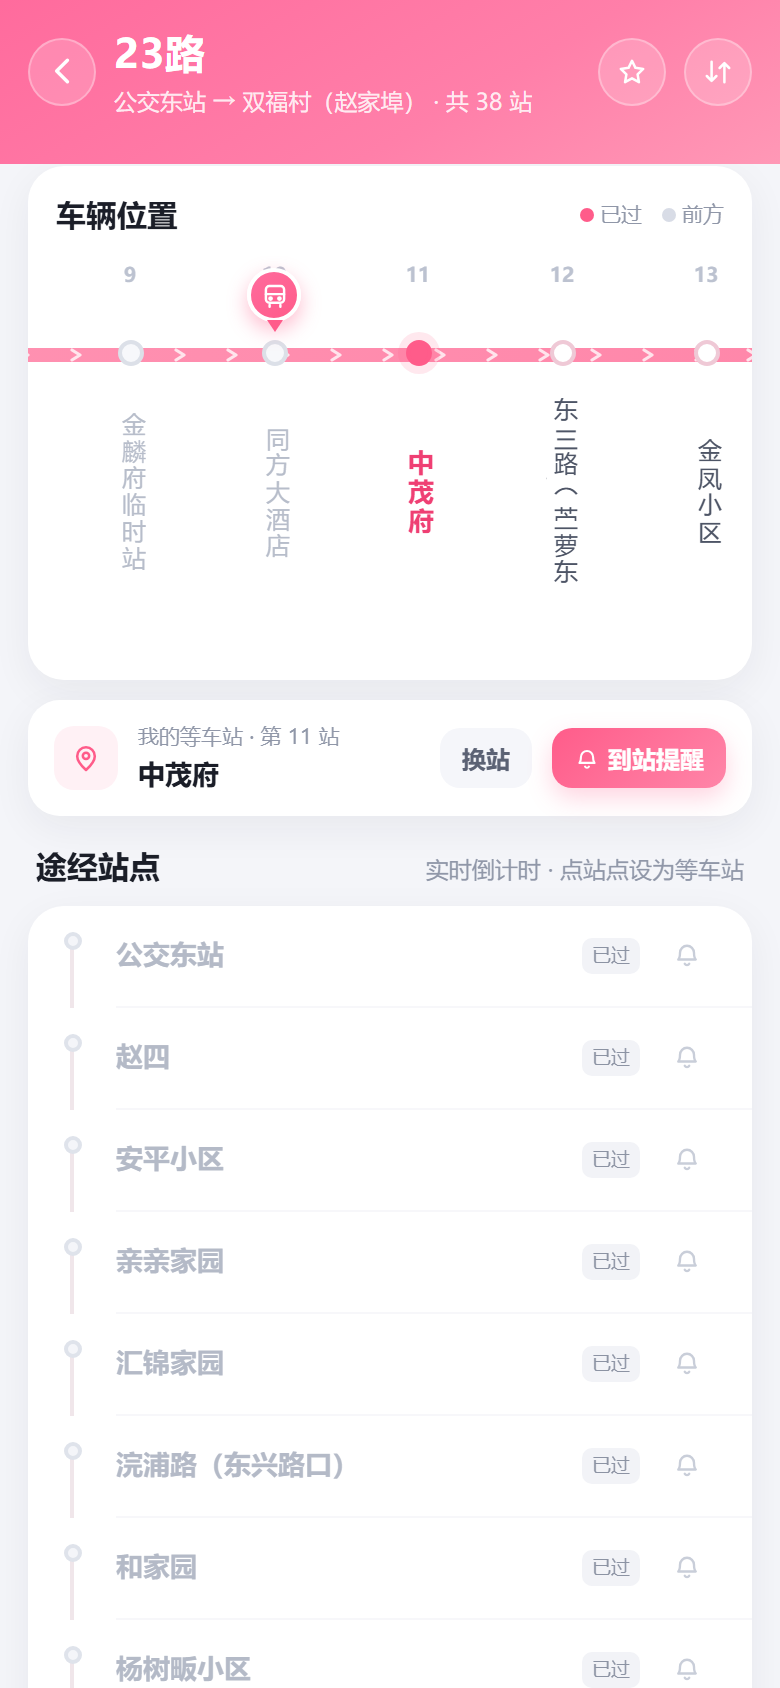 23路
公交东站 → 双福村（赵家埠） · 共 38 站
车辆位置
已过
前方
9
11
12
13
金麟府临时站
同方大酒店
中茂府
东三路（苎萝东
金凤小区
我的等车站 · 第 11 站
中茂府
换站
到站提醒
途经站点
实时倒计时 · 点站点设为等车站
公交东站
已过
赵四
已过
安平小区
已过
亲亲家园
已过
汇锦家园
已过
浣浦路（东兴路口）
已过
和家园
已过
杨树畈小区
已过